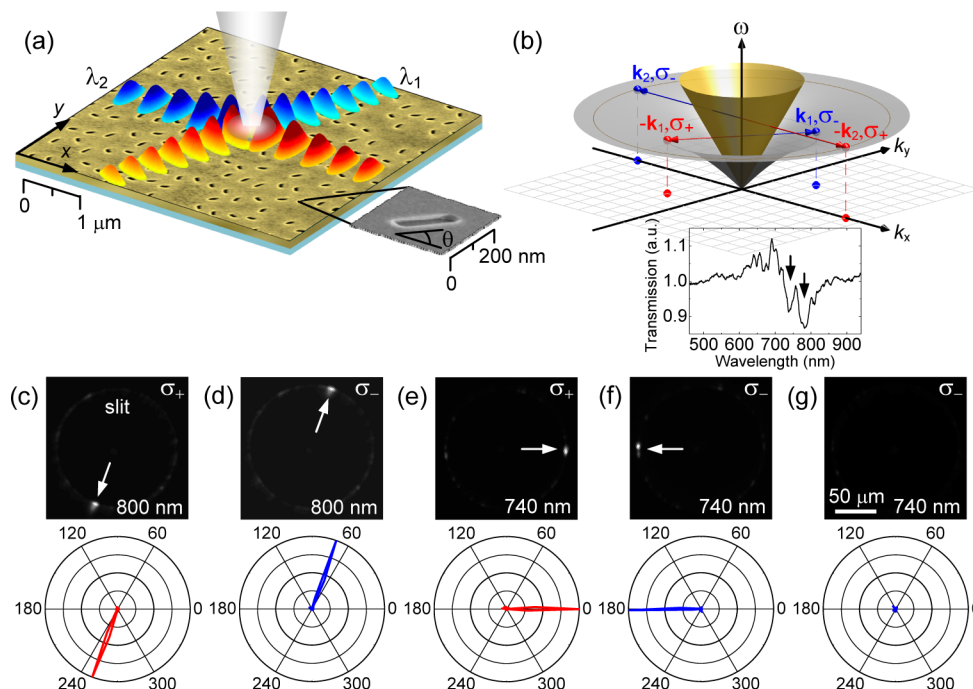 (a)
λ2
λ1
y
x
0
1 μm
θ
0
200 nm
(b)
ω
k2,σ-
k1,σ-
-k1,σ+
-k2,σ+
ky
kx
Transmission (a.u.)
1.1
1.0
0.9
500 600 700 800 900
Wavelength (nm)
(c)
σ+
slit
800 nm
(d)
σ-
800 nm
(e)
σ+
740 nm
(f)
σ-
740 nm
(g)
σ-
50 μm
740 nm
120 60
180 0
240 300
120 60
180 0
240 300
120 60
180 0
240 300
120 60
180 0
240 300
120 60
180 0
240 300